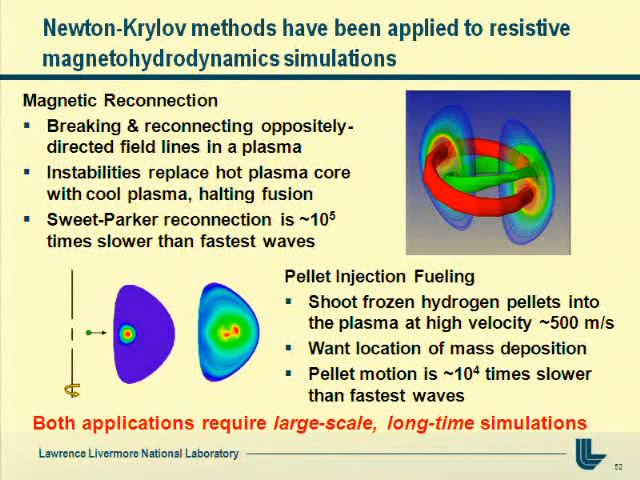 Newton-Krylov methods have been applied to resistive
magnetohydrodynamics simulations
Magnetic Reconnection
▪ Breaking & reconnecting oppositely-
directed field lines in a plasma
▪ Instabilities replace hot plasma core
with cool plasma, halting fusion
▪ Sweet-Parker reconnection is ~10⁵
times slower than fastest waves
Pellet Injection Fueling
▪ Shoot frozen hydrogen pellets into
the plasma at high velocity ~500 m/s
▪ Want location of mass deposition
▪ Pellet motion is ~10⁴ times slower
than fastest waves
Both applications require large-scale, long-time simulations
Lawrence Livermore National Laboratory
52